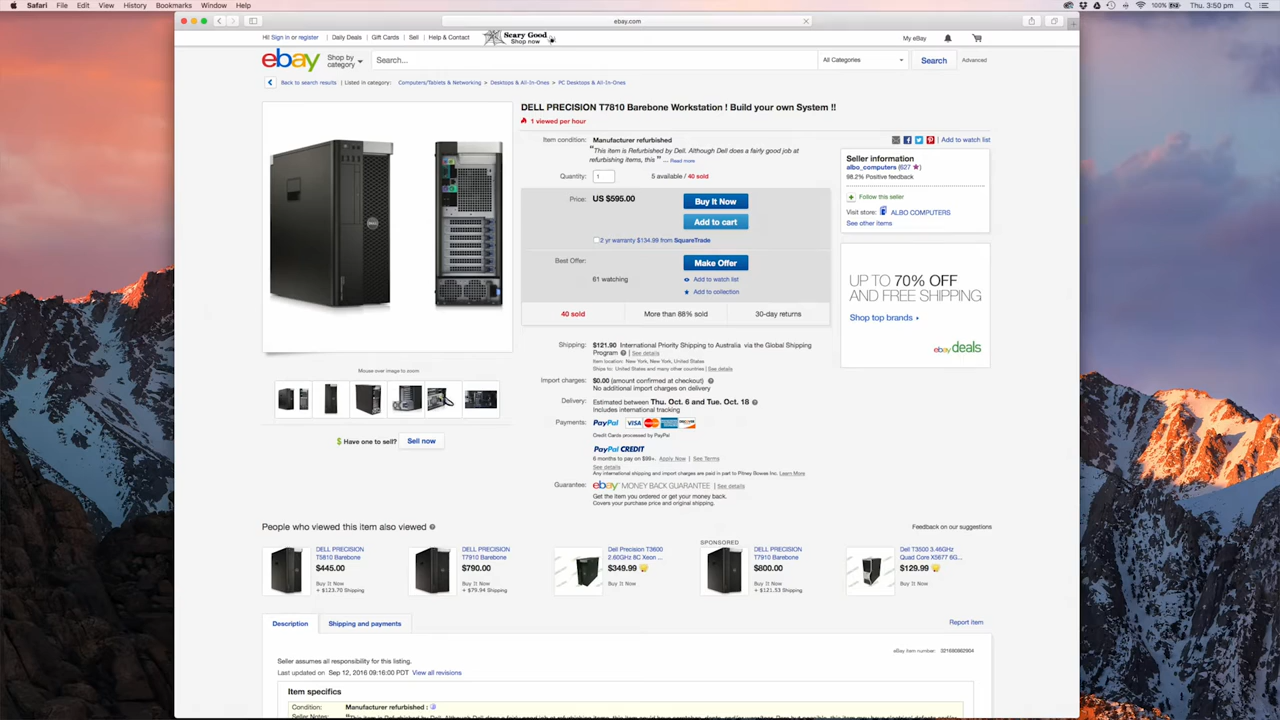 Safari File Edit View History Bookmarks Window Help
100% Thu. 3:50 pm
ebay.com
Hi! Sign in or register Daily Deals Gift Cards Sell Help & Contact
Scary Good
Shop now
My eBay
ebay
Shop by
category
Search...
All Categories
Search
Advanced
Back to search results Listed in category: Computers/Tablets & Networking > Desktops & All-In-Ones > PC Desktops & All-In-Ones
DELL PRECISION T7810 Barebone Workstation ! Build your own System !!
1 viewed per hour
Item condition: Manufacturer refurbished
"This item is Refurbished by Dell. Although Dell does a fairly good job at
refurbishing items, this " ... Read more
Quantity: 1 5 available / 40 sold
Price: US $595.00
Buy It Now
Add to cart
2 yr warranty $134.99 from SquareTrade
Best Offer:
Make Offer
61 watching
Add to watch list
Add to collection
40 sold More than 88% sold 30-day returns
Add to watch list
Seller information
albo_computers (627 ★)
98.2% Positive feedback
Follow this seller
Visit store: ALBO COMPUTERS
See other items
UP TO 70% OFF
AND FREE SHIPPING
Shop top brands
ebay deals
Shipping: $121.90 International Priority Shipping to Australia via the Global Shipping
Program See details
Item location: New York, New York, United States
Ships to: United States and many other countries See details
Import charges: $0.00 (amount confirmed at checkout)
No additional import charges on delivery
Delivery: Estimated between Thu. Oct. 6 and Tue. Oct. 18
Includes international tracking
Payments: PayPal VISA
Credit Cards processed by PayPal
PayPal CREDIT
6 months to pay on $99+. Apply Now | See Terms
See details
Any international shipping and import charges are paid in part to Pitney Bowes Inc. Learn More
Guarantee: ebay MONEY BACK GUARANTEE | See details
Get the item you ordered or get your money back.
Covers your purchase price and original shipping.
Mouse over image to zoom
$ Have one to sell? Sell now
People who viewed this item also viewed
Feedback on our suggestions
DELL PRECISION
T5810 Barebone
$445.00
Buy It Now
+ $123.70 Shipping
DELL PRECISION
T7910 Barebone
$790.00
Buy It Now
+ $79.94 Shipping
Dell Precision T3600
2.60GHz 8C Xeon ...
$349.99
Buy It Now
SPONSORED
DELL PRECISION
T7910 Barebone
$800.00
Buy It Now
+ $121.53 Shipping
Dell T3500 3.46GHz
Quad Core X5677 6G...
$129.99
Buy It Now
Description Shipping and payments
Report item
eBay item number:
Seller assumes all responsibility for this listing.
Last updated on Sep 12, 2016 09:16:00 PDT View all revisions
Item specifics
Condition: Manufacturer refurbished :
Seller Notes: